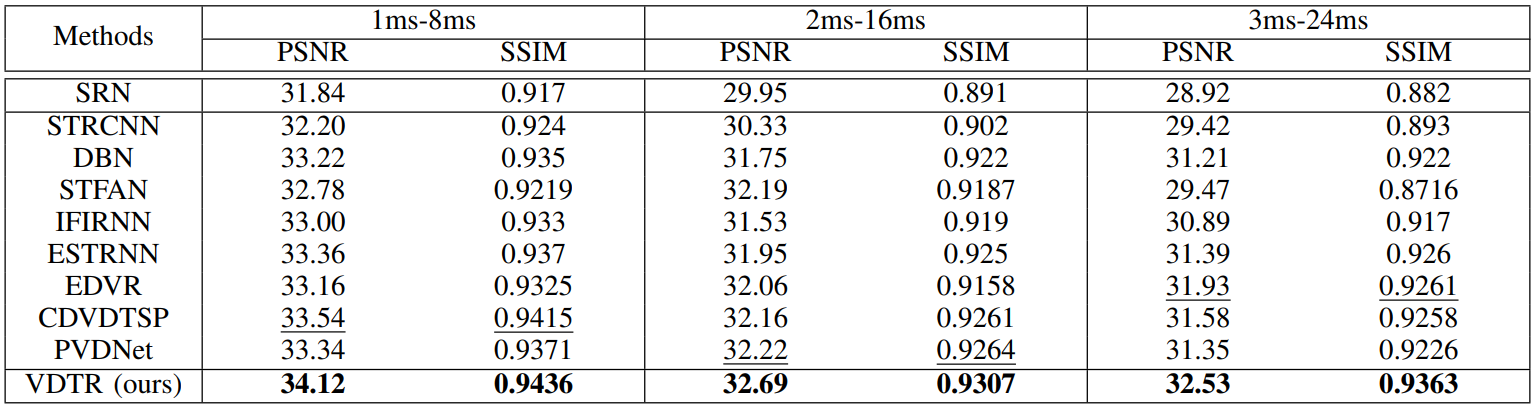 Methods 1ms-8ms 2ms-16ms 3ms-24ms
PSNR SSIM PSNR SSIM PSNR SSIM
SRN 31.84 0.917 29.95 0.891 28.92 0.882
STRCNN 32.20 0.924 30.33 0.902 29.42 0.893
DBN 33.22 0.935 31.75 0.922 31.21 0.922
STFAN 32.78 0.9219 32.19 0.9187 29.47 0.8716
IFIRNN 33.00 0.933 31.53 0.919 30.89 0.917
ESTRNN 33.36 0.937 31.95 0.925 31.39 0.926
EDVR 33.16 0.9325 32.06 0.9158 31.93 0.9261
CDVDTSP 33.54 0.9415 32.16 0.9261 31.58 0.9258
PVDNet 33.34 0.9371 32.22 0.9264 31.35 0.9226
VDTR (ours) 34.12 0.9436 32.69 0.9307 32.53 0.9363